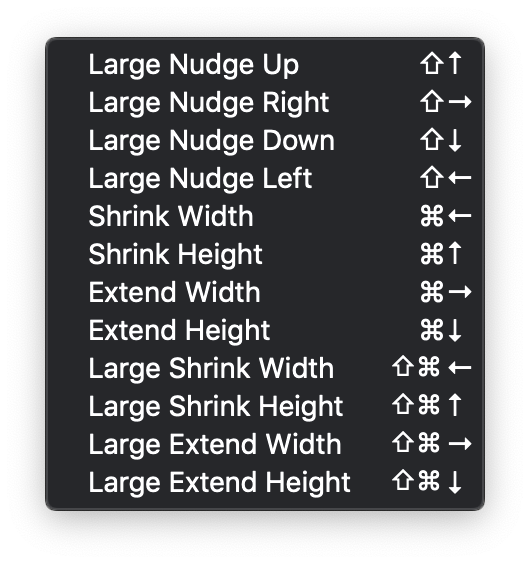 Large Nudge Up ⇧↑
Large Nudge Right ⇧→
Large Nudge Down ⇧↓
Large Nudge Left ⇧←
Shrink Width ⌘←
Shrink Height ⌘↑
Extend Width ⌘→
Extend Height ⌘↓
Large Shrink Width ⇧⌘←
Large Shrink Height ⇧⌘↑
Large Extend Width ⇧⌘→
Large Extend Height ⇧⌘↓